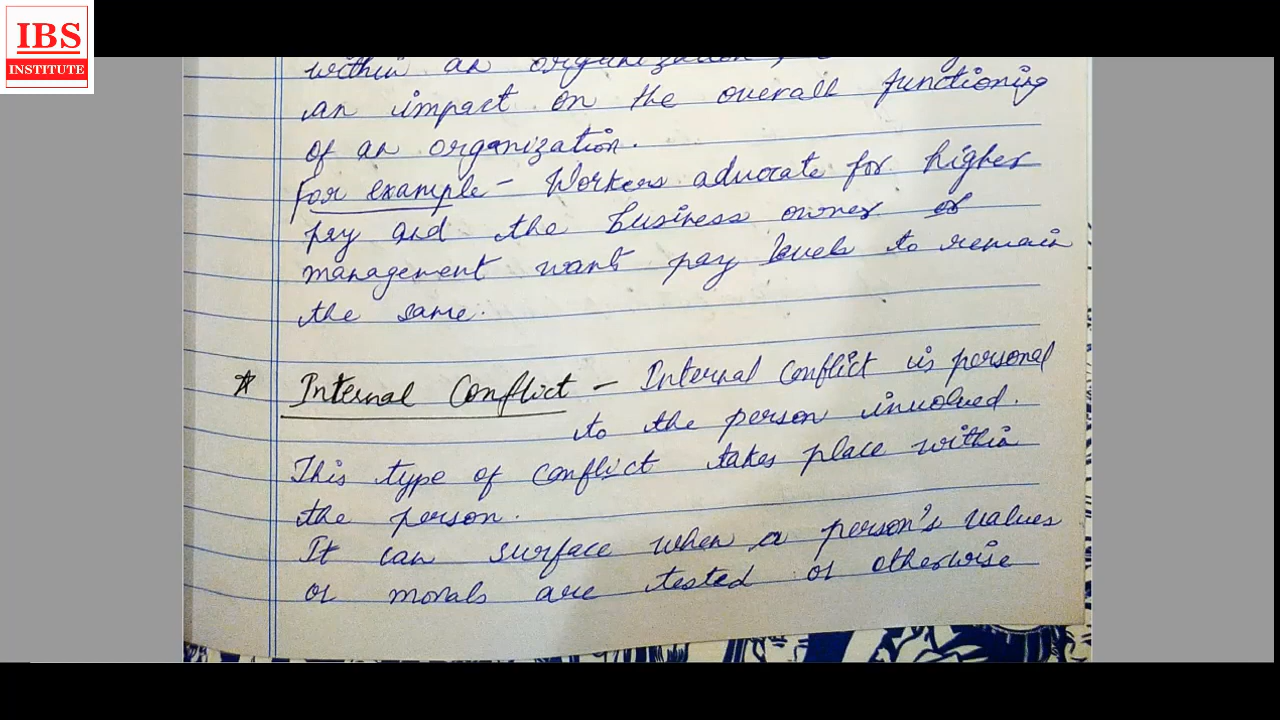 IBS
INSTITUTE
within an organization,
an impact on the overall functioning
of an organization.
For example - Workers advocate for higher
pay and the business owner or
management want pay levels to remain
the same.
☆ Internal Conflict - Internal Conflict is personal
to the person involved.
This type of conflict takes place within
the person.
It can surface when a person's values
or morals are tested or otherwise